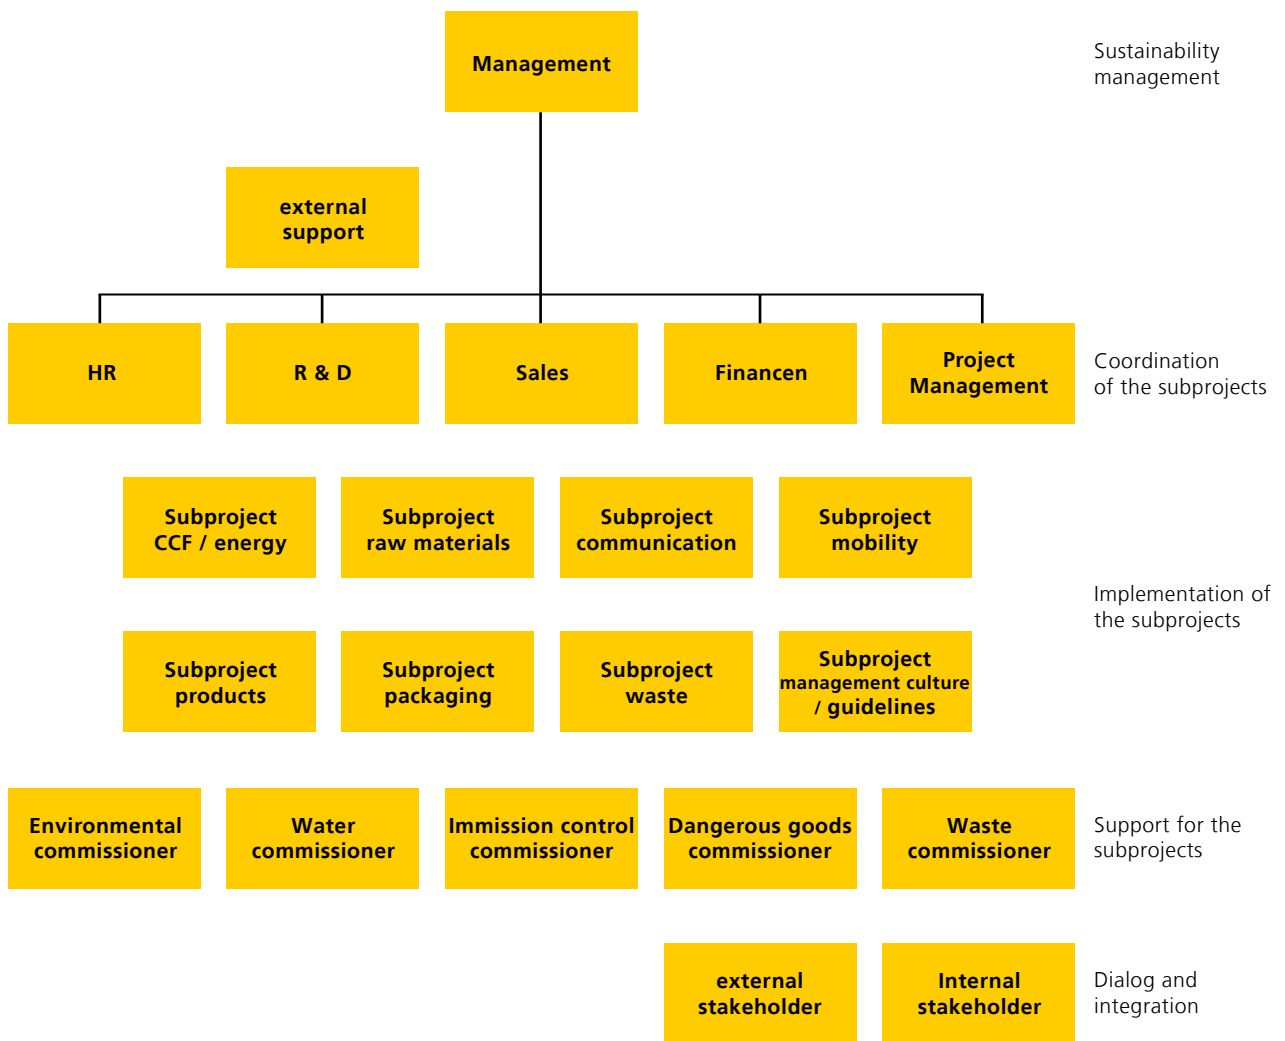 Management
Sustainability
management
external
support
HR
R & D
Sales
Financen
Project
Management
Coordination
of the subprojects
Subproject
CCF / energy
Subproject
raw materials
Subproject
communication
Subproject
mobility
Implementation of
the subprojects
Subproject
products
Subproject
packaging
Subproject
waste
Subproject
management culture
/ guidelines
Environmental
commissioner
Water
commissioner
Immission control
commissioner
Dangerous goods
commissioner
Waste
commissioner
Support for the
subprojects
external
stakeholder
Internal
stakeholder
Dialog and
integration